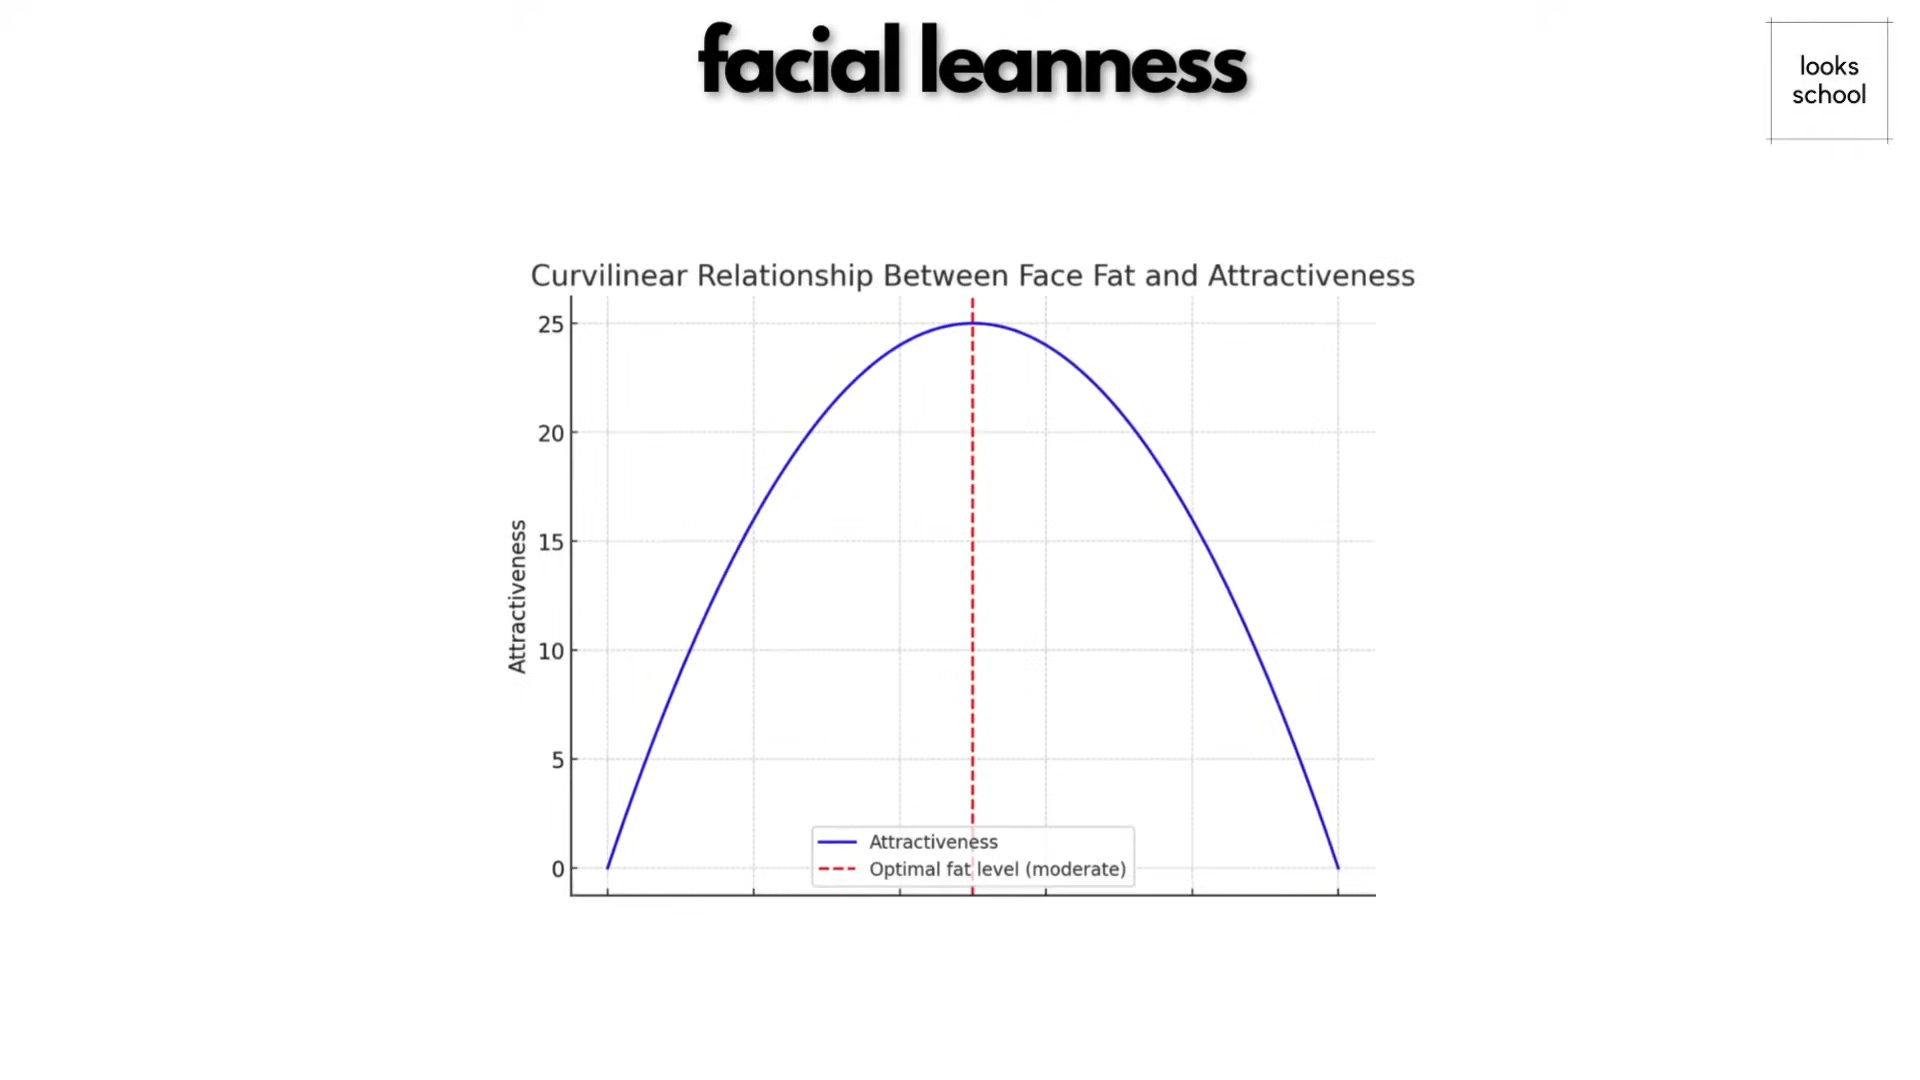 facial leanness
looks
school
Curvilinear Relationship Between Face Fat and Attractiveness
25
20
15
10
5
0
Attractiveness
Attractiveness
Optimal fat level (moderate)